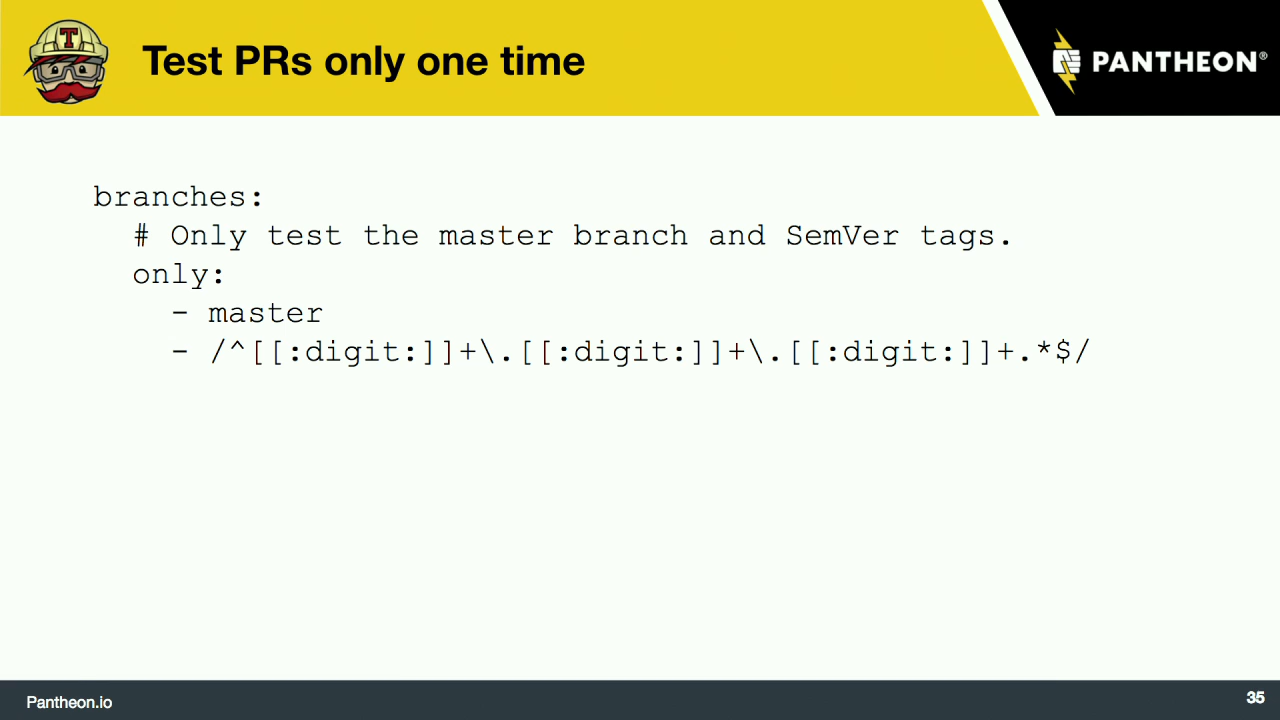 Test PRs only one time
PANTHEON®
branches:
# Only test the master branch and SemVer tags.
only:
- master
- /^[[:digit:]]+\.[[:digit:]]+\.[[:digit:]]+.*$/
Pantheon.io
35
T